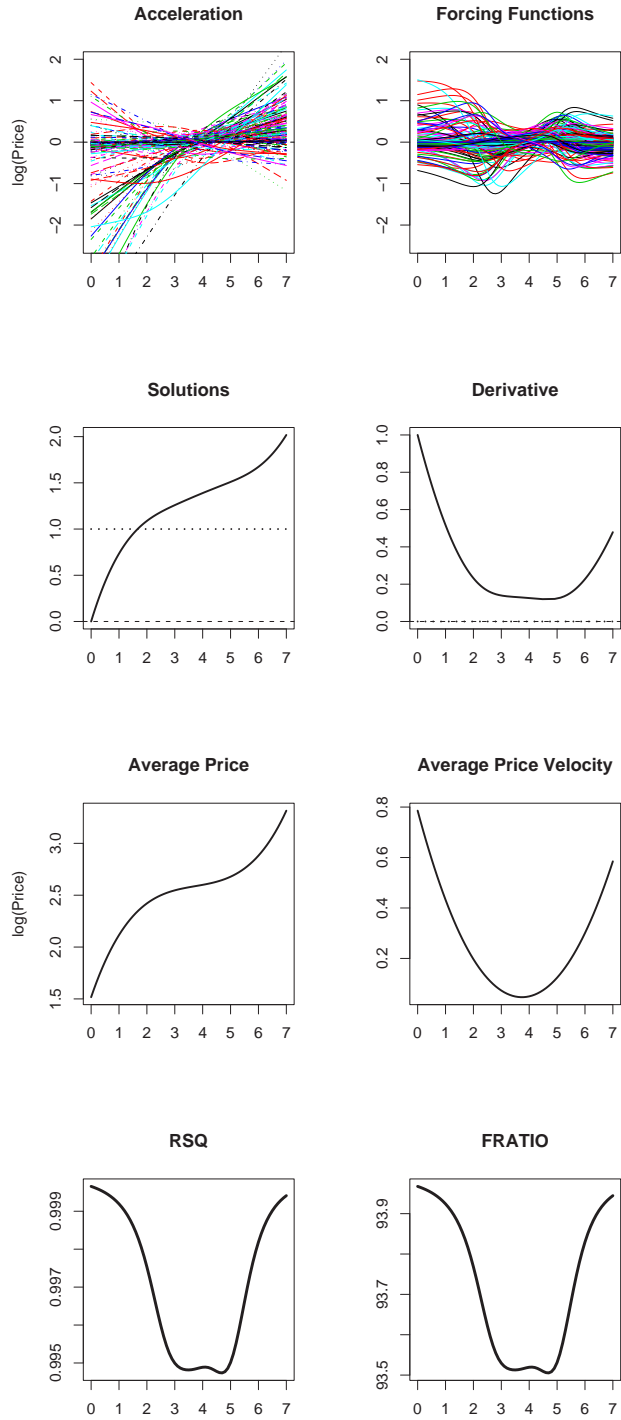 Acceleration Forcing Functions
log(Price)
2
1
0
−1
−2
0 1 2 3 4 5 6 7
2
1
0
−1
−2
0 1 2 3 4 5 6 7
Solutions Derivative
2.0
1.5
1.0
0.5
0.0
0 1 2 3 4 5 6 7
1.0
0.8
0.6
0.4
0.2
0.0
0 1 2 3 4 5 6 7
Average Price Average Price Velocity
log(Price)
3.0
2.5
2.0
1.5
0 1 2 3 4 5 6 7
0.8
0.6
0.4
0.2
0 1 2 3 4 5 6 7
RSQ FRATIO
0.999
0.997
0.995
0 1 2 3 4 5 6 7
93.9
93.7
93.5
0 1 2 3 4 5 6 7